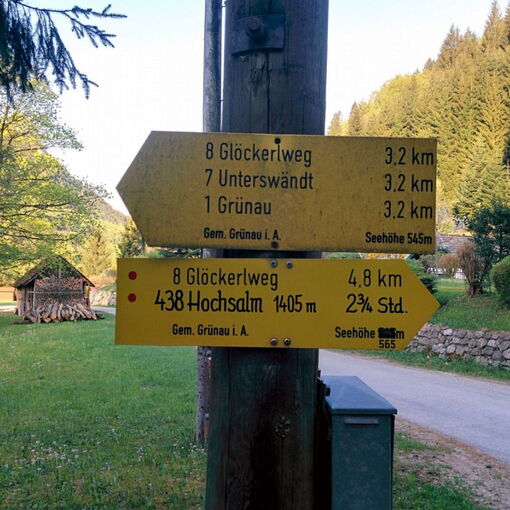 8 Glöckerlweg 3,2 km
7 Unterswändt 3,2 km
1 Grünau 3,2 km
Gem. Grünau i. A. Seehöhe 545m
8 Glöckerlweg 4,8 km
438 Hochsalm 1405 m 2¾ Std.
Gem. Grünau i. A. Seehöhe m
565